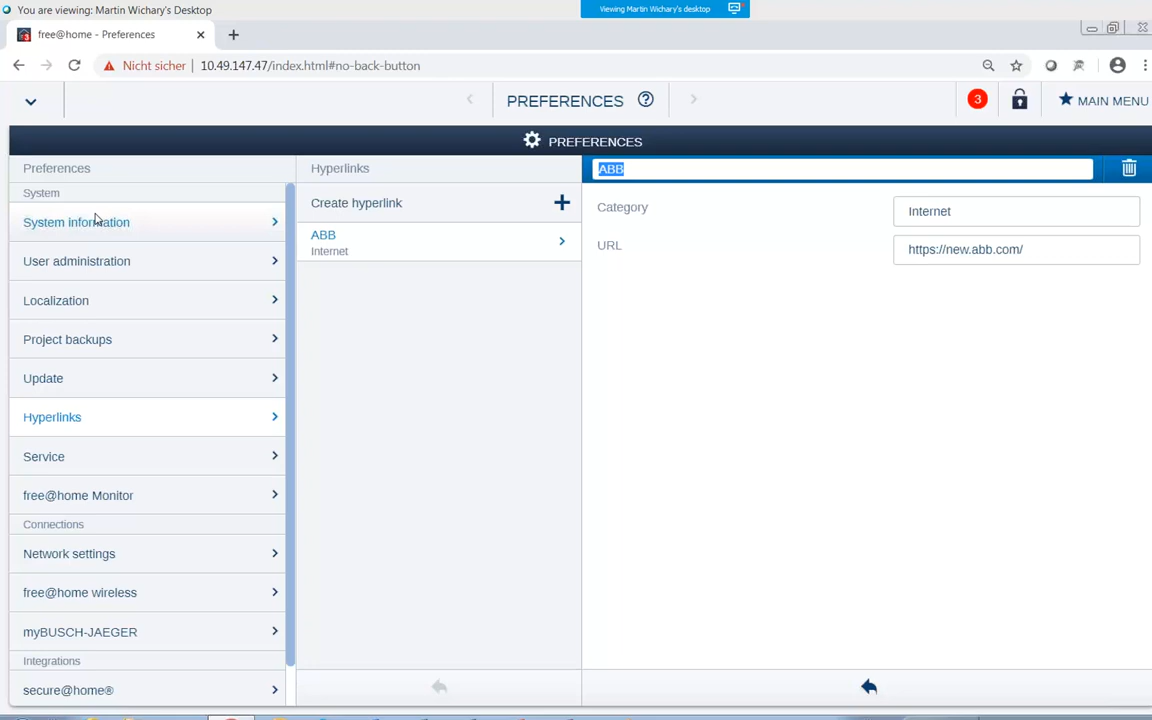 You are viewing: Martin Wichary's Desktop
Viewing Martin Wichary's desktop
free@home - Preferences
Nicht sicher 10.49.147.47/index.html#no-back-button
PREFERENCES
3
MAIN MENU
PREFERENCES
Preferences
System
System information
User administration
Localization
Project backups
Update
Hyperlinks
Service
free@home Monitor
Connections
Network settings
free@home wireless
myBUSCH-JAEGER
Integrations
secure@home®
Hyperlinks
Create hyperlink
ABB
Internet
ABB
Category
Internet
URL
https://new.abb.com/